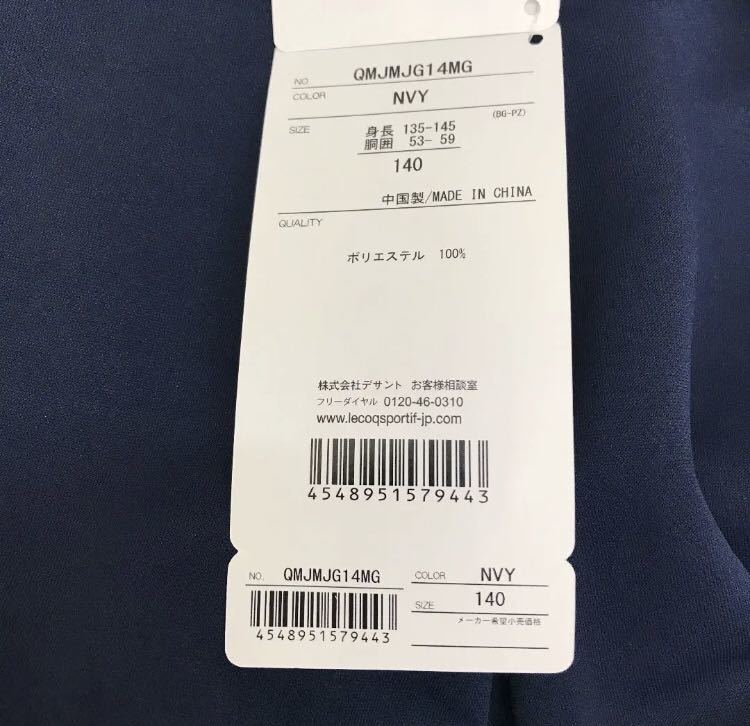 NO QMJMJG14MG
COLOR NVY
(BG-PZ)
SIZE 身長 135-145
胴囲 53- 59
140
中国製/MADE IN CHINA
QUALITY
ポリエステル 100%
株式会社デサント お客様相談室
フリーダイヤル 0120-46-0310
www.lecoqsportif-jp.com
4548951579443
NO. QMJMJG14MG
4548951579443
COLOR NVY
SIZE 140
メーカー希望小売価格